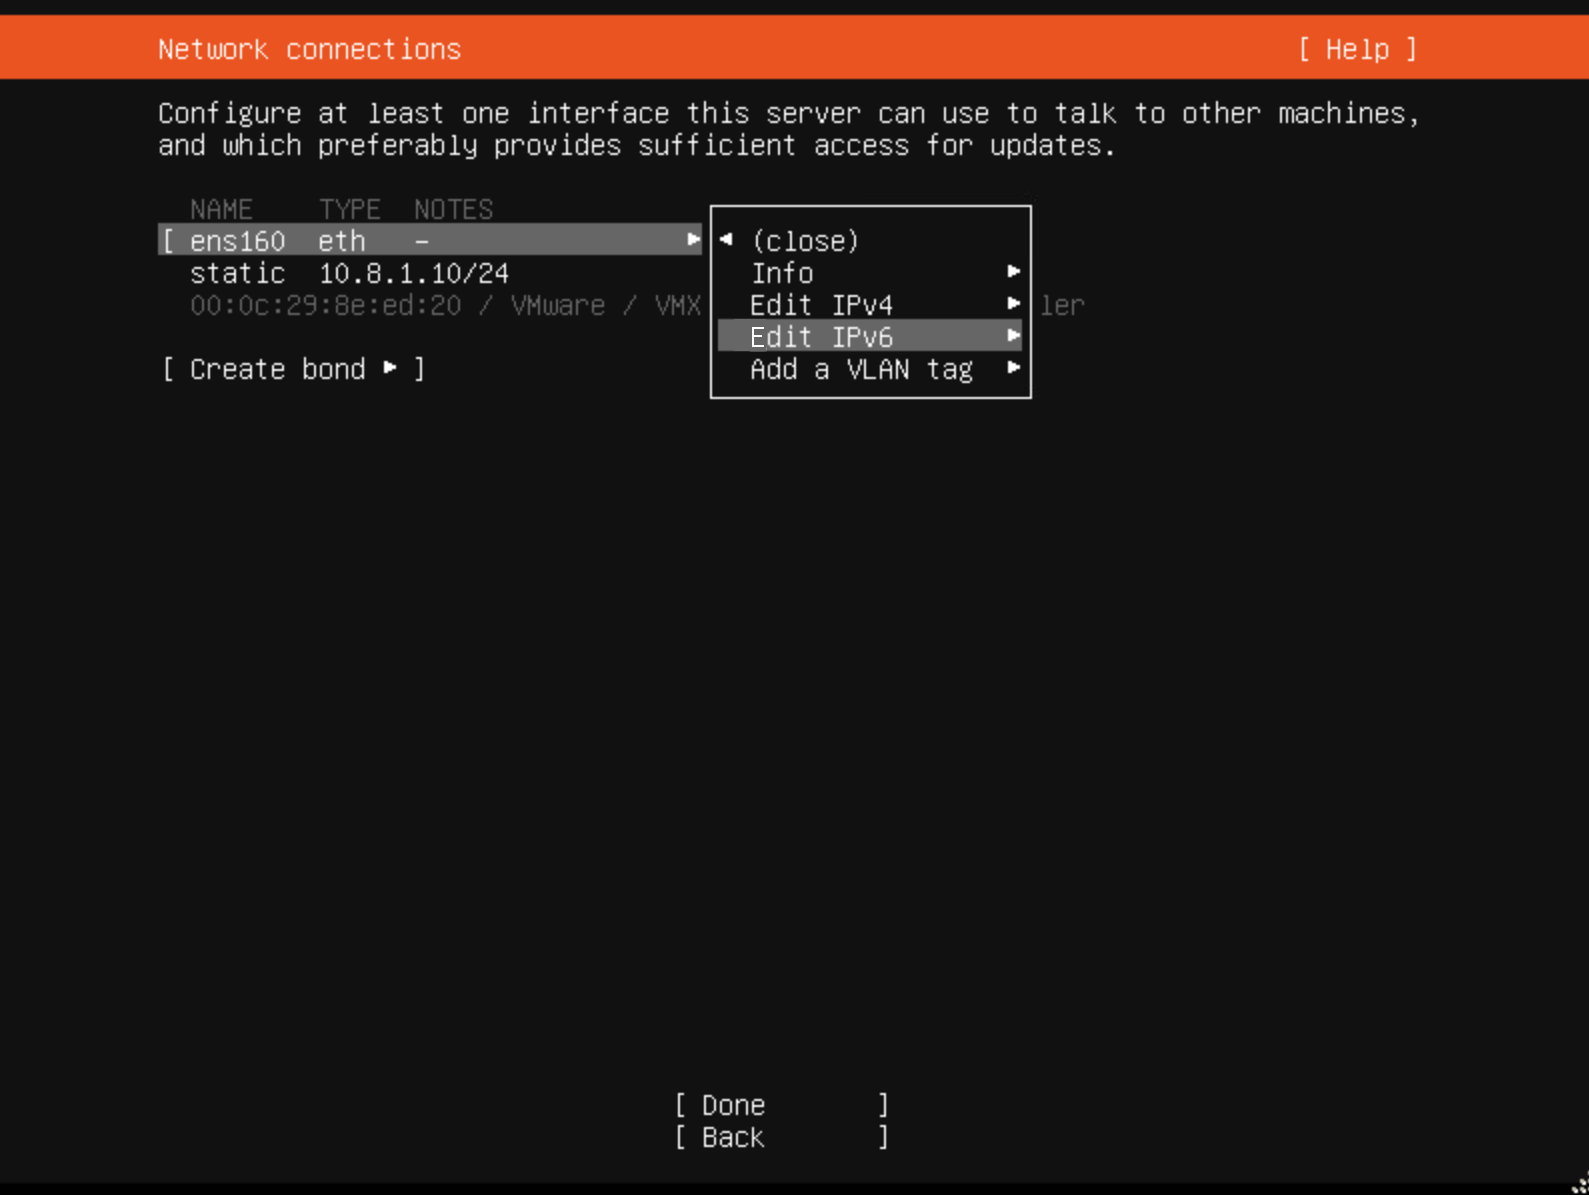 Network connections [ Help ]
Configure at least one interface this server can use to talk to other machines,
and which preferably provides sufficient access for updates.
NAME TYPE NOTES
[ ens160 eth - ▸
static 10.8.1.10/24
00:0c:29:8e:ed:20 / VMware / VMX
ler
◂ (close)
Info ▸
Edit IPv4 ▸
Edit IPv6 ▸
Add a VLAN tag ▸
[ Create bond ▸ ]
[ Done ]
[ Back ]